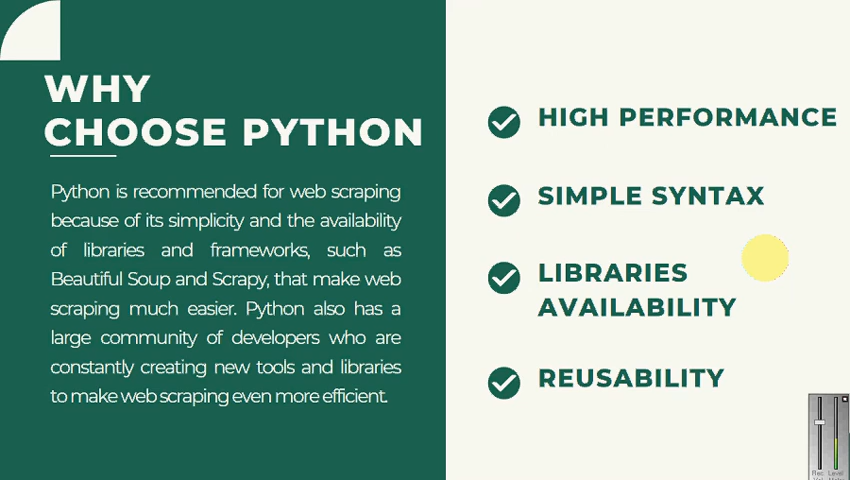 WHY
CHOOSE PYTHON
Python is recommended for web scraping
because of its simplicity and the availability
of libraries and frameworks, such as
Beautiful Soup and Scrapy, that make web
scraping much easier. Python also has a
large community of developers who are
constantly creating new tools and libraries
to make web scraping even more efficient.
HIGH PERFORMANCE
SIMPLE SYNTAX
LIBRARIES
AVAILABILITY
REUSABILITY
Rec Level